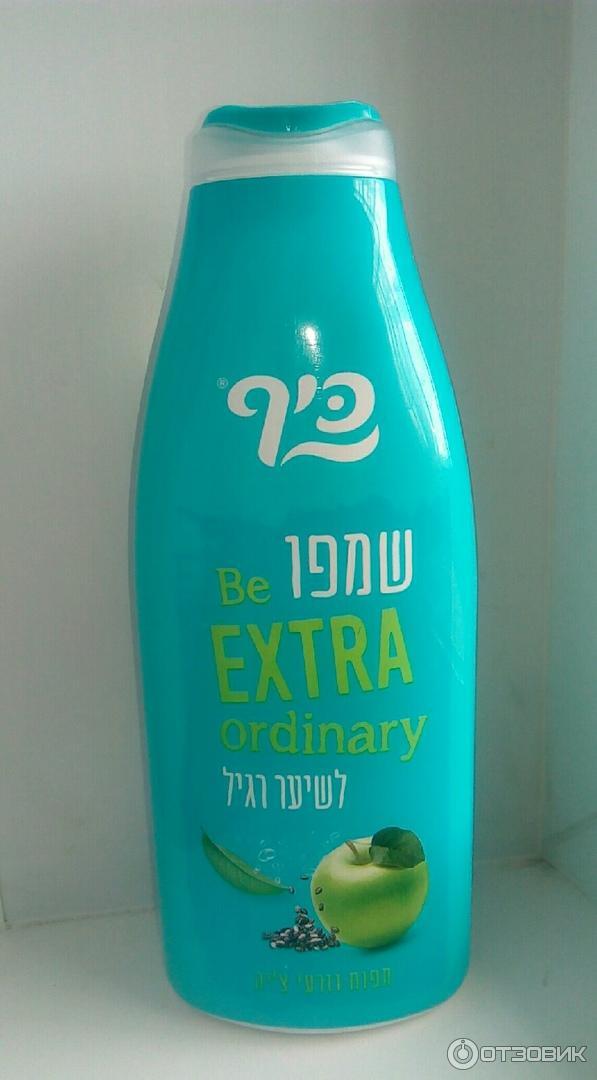 כיף®
שמפו
Be
EXTRA
ordinary
לשיער רגיל
תפוח וזרעי צ'יה
ОТЗОВИК